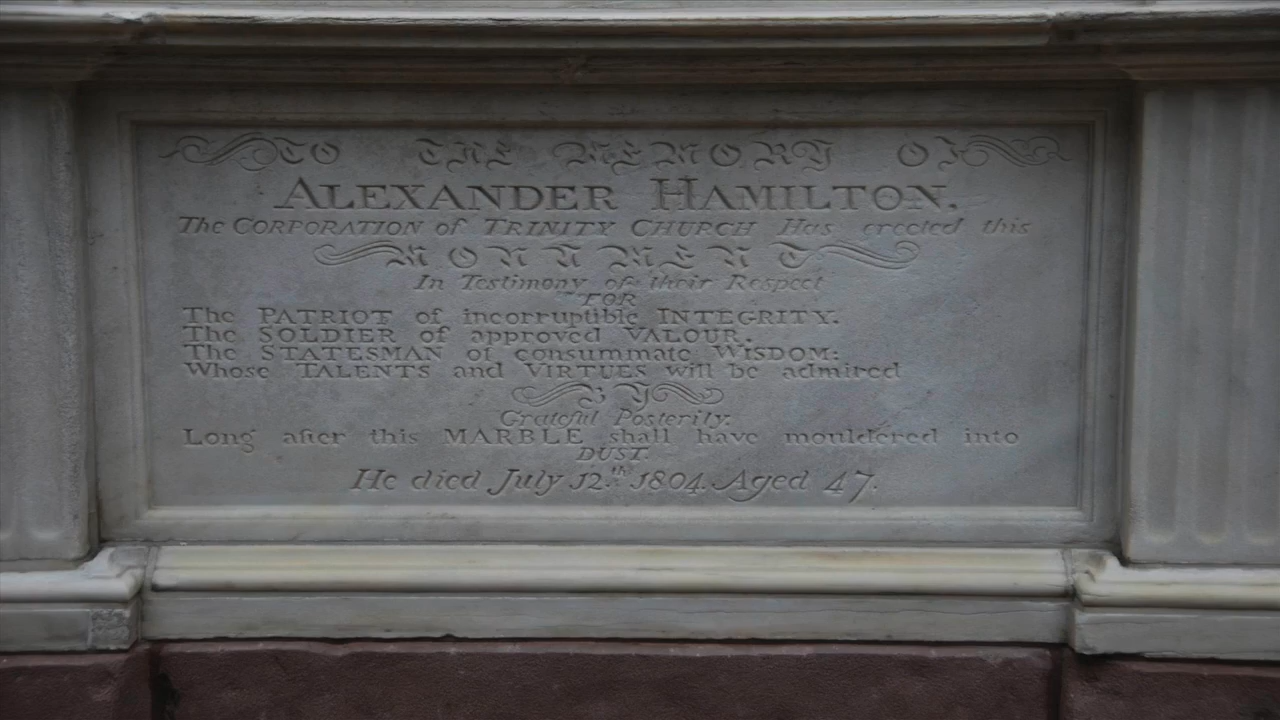 TO THE MEMORY OF
ALEXANDER HAMILTON.
The CORPORATION of TRINITY CHURCH Has erected this
MONUMENT
In Testimony of their Respect
FOR
The PATRIOT of incorruptible INTEGRITY.
The SOLDIER of approved VALOUR.
The STATESMAN of consummate WISDOM:
Whose TALENTS and VIRTUES will be admired
BY
Grateful Posterity.
Long after this MARBLE shall have mouldered into
DUST.
He died July 12.th 1804. Aged 47.